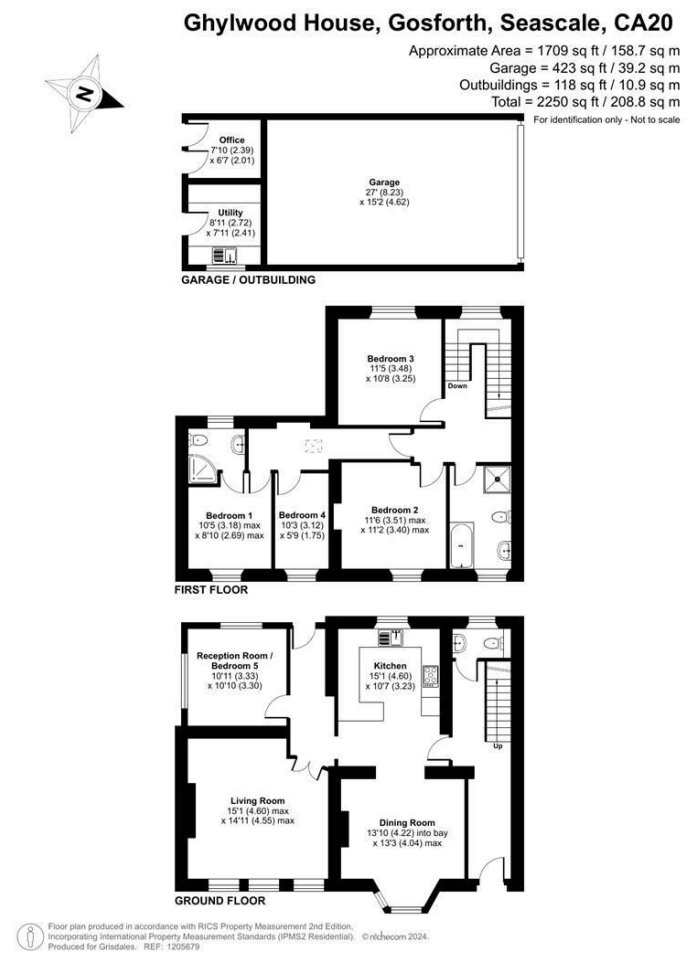 Ghylwood House, Gosforth, Seascale, CA20
Approximate Area = 1709 sq ft / 158.7 sq m
Garage = 423 sq ft / 39.2 sq m
Outbuildings = 118 sq ft / 10.9 sq m
Total = 2250 sq ft / 208.8 sq m
For identification only - Not to scale
N
Office
7'10 (2.39)
x 6'7 (2.01)
Garage
27' (8.23)
x 15'2 (4.62)
Utility
8'11 (2.72)
x 7'11 (2.41)
GARAGE / OUTBUILDING
Bedroom 3
11'5 (3.48)
x 10'8 (3.25)
Down
Bedroom 1
10'5 (3.18) max
x 8'10 (2.69) max
Bedroom 4
10'3 (3.12)
x 5'9 (1.75)
Bedroom 2
11'6 (3.51) max
x 11'2 (3.40) max
FIRST FLOOR
Reception Room /
Bedroom 5
10'11 (3.33)
x 10'10 (3.30)
Kitchen
15'1 (4.60)
x 10'7 (3.23)
Up
Living Room
15'1 (4.60) max
x 14'11 (4.55) max
Dining Room
13'10 (4.22) into bay
x 13'3 (4.04) max
GROUND FLOOR
Floor plan produced in accordance with RICS Property Measurement 2nd Edition,
Incorporating International Property Measurement Standards (IPMS2 Residential). © nichecom 2024.
Produced for Grisdales. REF: 1205679